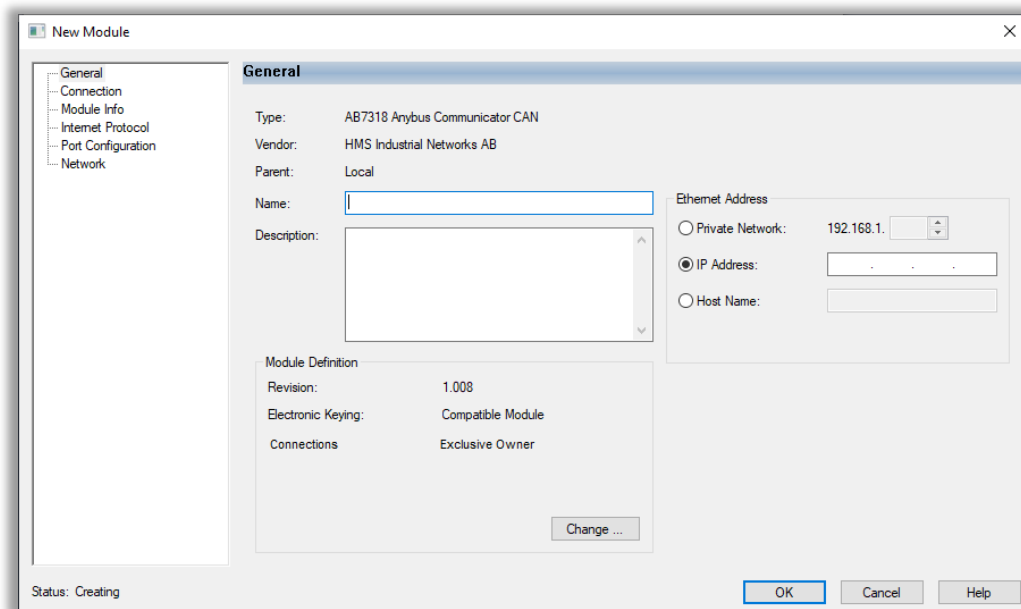 New Module
General
Connection
Module Info
Internet Protocol
Port Configuration
Network
General
Type: AB7318 Anybus Communicator CAN
Vendor: HMS Industrial Networks AB
Parent: Local
Name:
Description:
Ethernet Address
Private Network: 192.168.1.
IP Address: . . .
Host Name:
Module Definition
Revision: 1.008
Electronic Keying: Compatible Module
Connections Exclusive Owner
Change ...
Status: Creating
OK Cancel Help